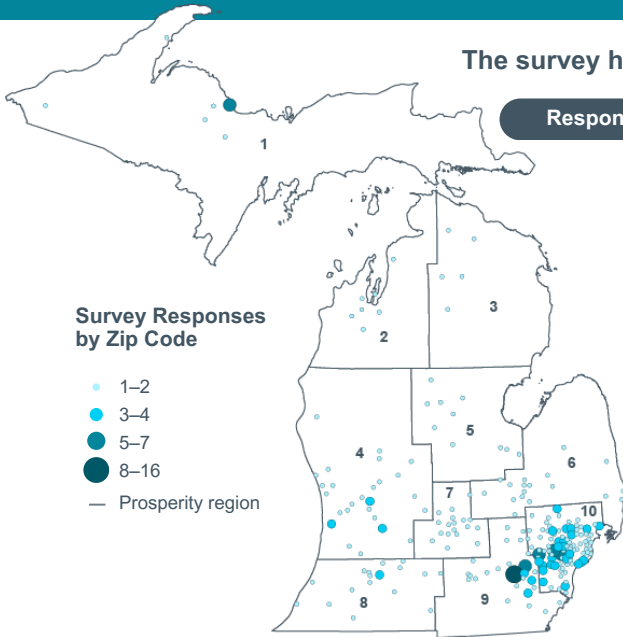 The survey h
Respon
1
3
2
Survey Responses
by Zip Code
1–2
3–4
5–7
8–16
Prosperity region
4
5
6
7
10
8
9